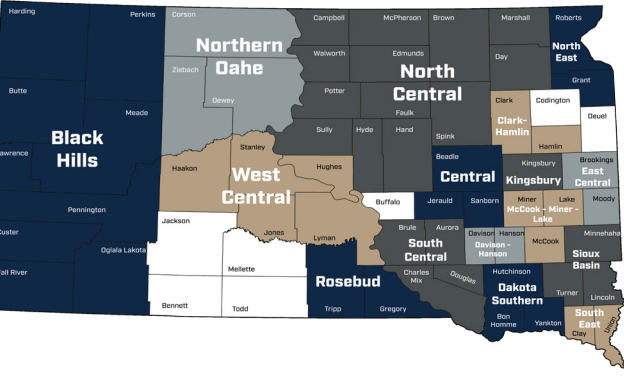 Harding
Perkins
Corson
Campbell
McPherson
Brown
Marshall
Roberts
Northern
Oahe
Walworth
Edmunds
Day
North
East
Ziebach
Dewey
North
Central
Butte
Meade
Potter
Faulk
Grant
Clark
Codington
Deuel
Clark-
Hamlin
Hamlin
Black
Hills
Sully
Hyde
Hand
Spink
awrence
Stanley
Beadle
Kingsbury
Brookings
Haakon
West
Central
Hughes
Central
Kingsbury
East
Central
Pennington
Buffalo
Jerauld
Sanborn
Miner
Lake
McCook - Miner -
Lake
Moody
Jackson
Jones
Lyman
Brule
Aurora
Davison
Hanson
McCook
Minnehaha
Custer
Oglala Lakota
South
Central
Davison -
Hanson
Sioux
Basin
Fall River
Mellette
Rosebud
Charles
Mix
Douglas
Hutchinson
Dakota
Southern
Turner
Lincoln
Bennett
Todd
Tripp
Gregory
Bon
Homme
Yankton
South
East
Clay
Union